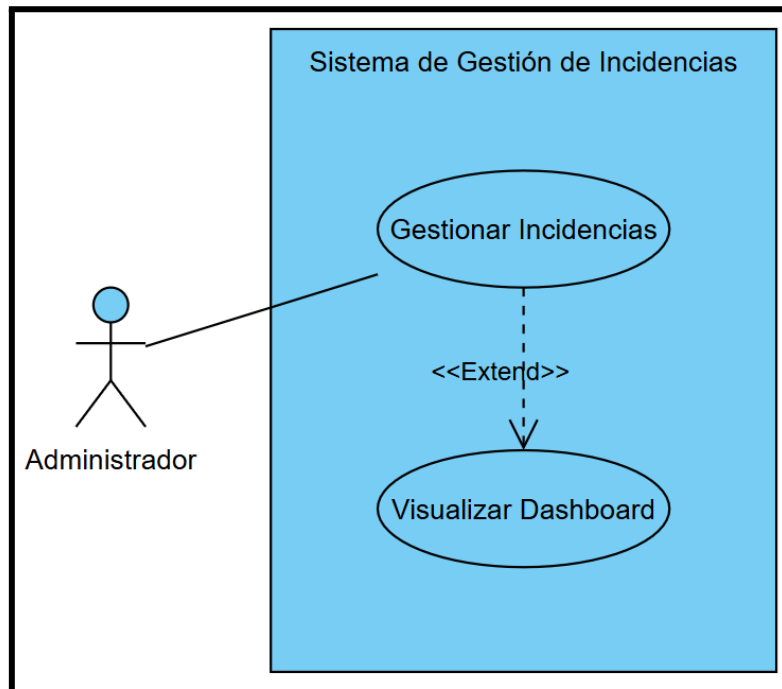 Sistema de Gestión de Incidencias
Gestionar Incidencias
<<Extend>>
Administrador
Visualizar Dashboard